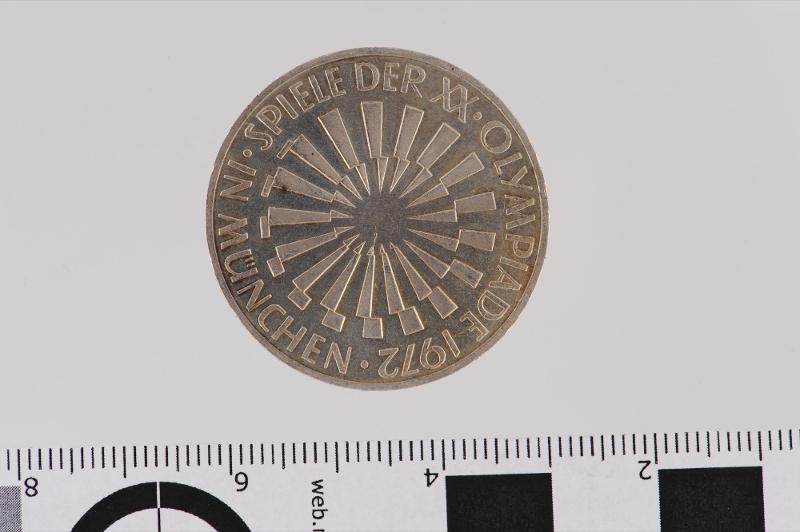 · SPIELE DER XX · OLYMPIADE 1972 · IN MÜNCHEN
8 6 4 2
web.